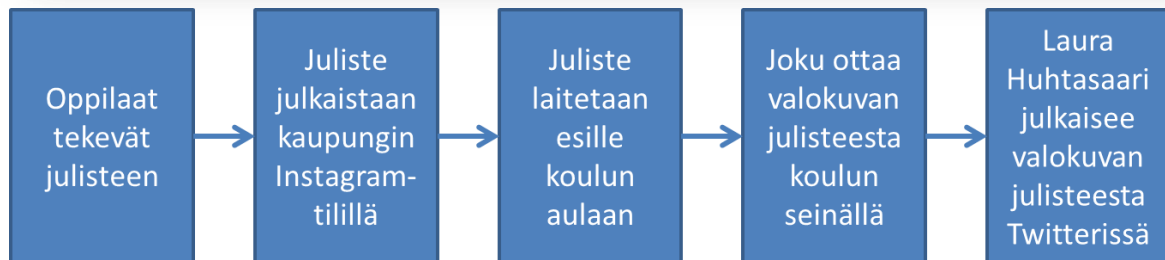 Oppilaat
tekevät
julisteen
Juliste
julkaistaan
kaupungin
Instagram-
tilillä
Juliste
laitetaan
esille
koulun
aulaan
Joku ottaa
valokuvan
julisteesta
koulun
seinällä
Laura
Huhtasaari
julkaisee
valokuvan
julisteesta
Twitterissä